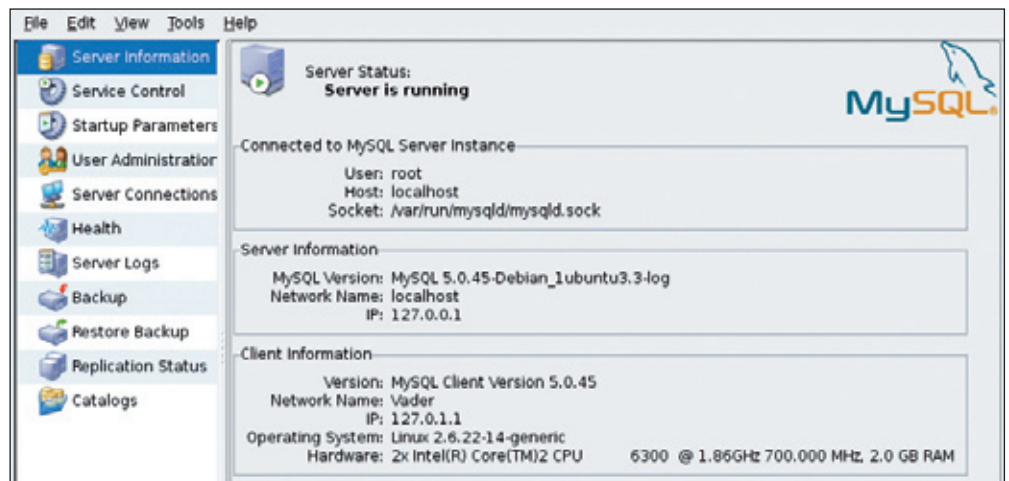 File Edit View Tools Help
Server Information
Service Control
Startup Parameters
User Administration
Server Connections
Health
Server Logs
Backup
Restore Backup
Replication Status
Catalogs
Server Status:
Server is running
MySQL.
Connected to MySQL Server Instance
User: root
Host: localhost
Socket: /var/run/mysqld/mysqld.sock
Server Information
MySQL Version: MySQL 5.0.45-Debian_1ubuntu3.3-log
Network Name: localhost
IP: 127.0.0.1
Client Information
Version: MySQL Client Version 5.0.45
Network Name: Vader
IP: 127.0.1.1
Operating System: Linux 2.6.22-14-generic
Hardware: 2x Intel(R) Core(TM)2 CPU 6300 @ 1.86GHz 700.000 MHz, 2.0 GB RAM